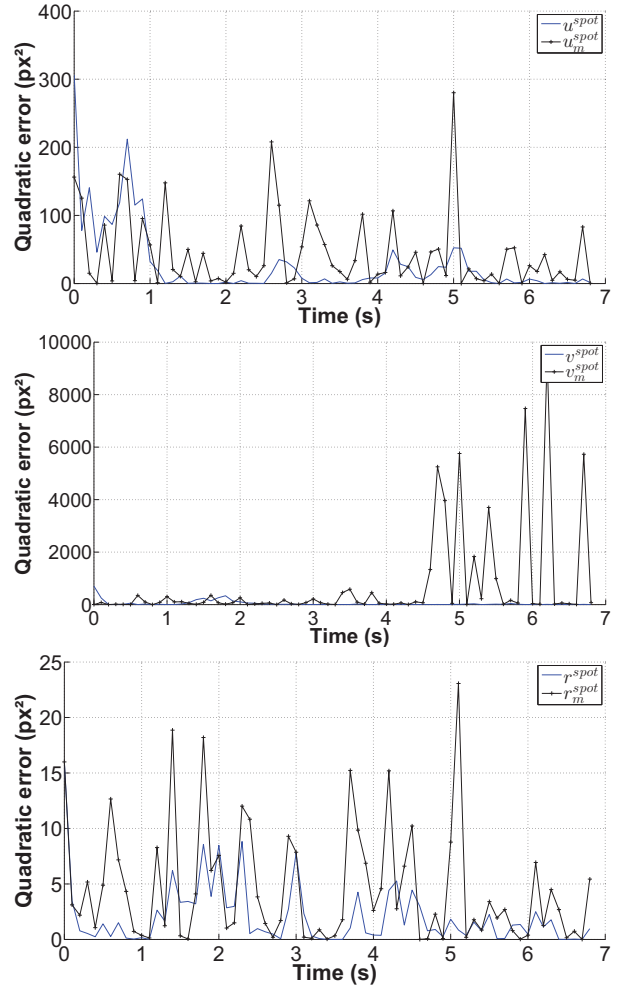 400
300
200
100
0
Quadratic error (px²)
0 1 2 3 4 5 6 7
Time (s)
u^{spot}
u_m^{spot}
10000
8000
6000
4000
2000
0
Quadratic error (px²)
0 1 2 3 4 5 6 7
Time (s)
v^{spot}
v_m^{spot}
25
20
15
10
5
0
Quadratic error (px²)
0 1 2 3 4 5 6 7
Time (s)
r^{spot}
r_m^{spot}